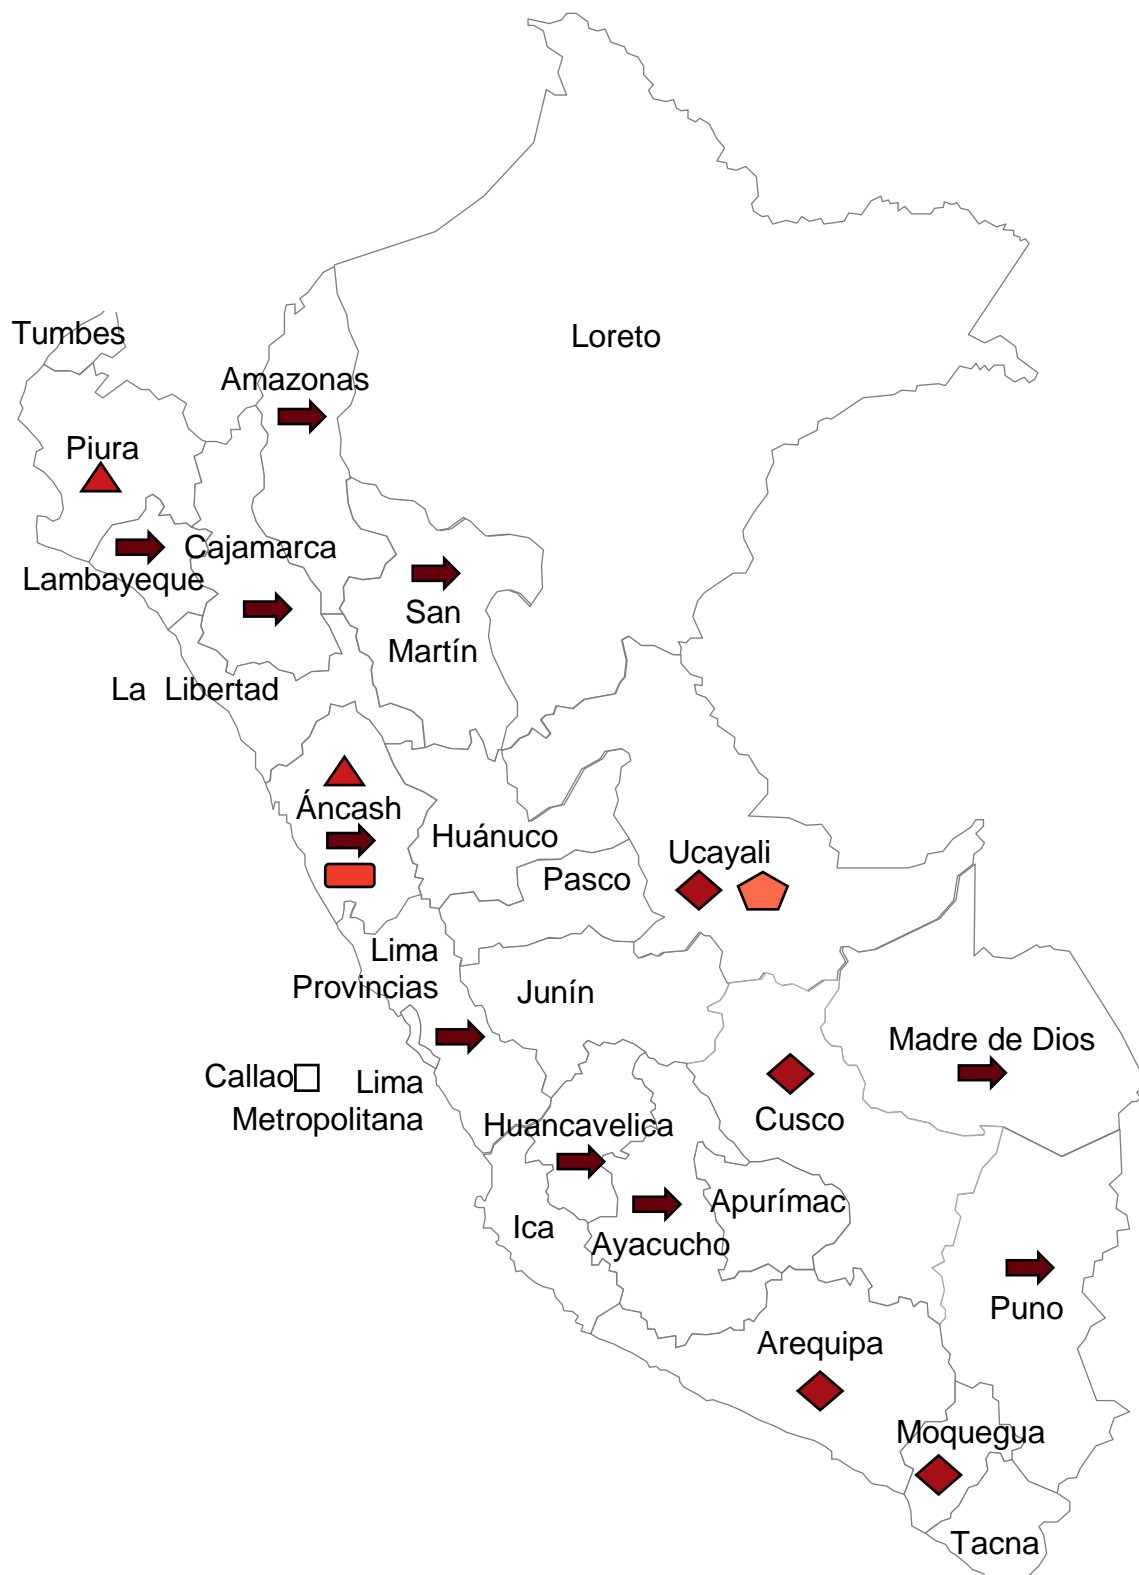 Tumbes
Loreto
Amazonas
Piura
Cajamarca
Lambayeque
San
Martín
La Libertad
Áncash
Huánuco
Ucayali
Pasco
Lima
Provincias
Junín
Madre de Dios
Callao
Lima
Metropolitana
Cusco
Huancavelica
Apurímac
Ica
Ayacucho
Puno
Arequipa
Moquegua
Tacna